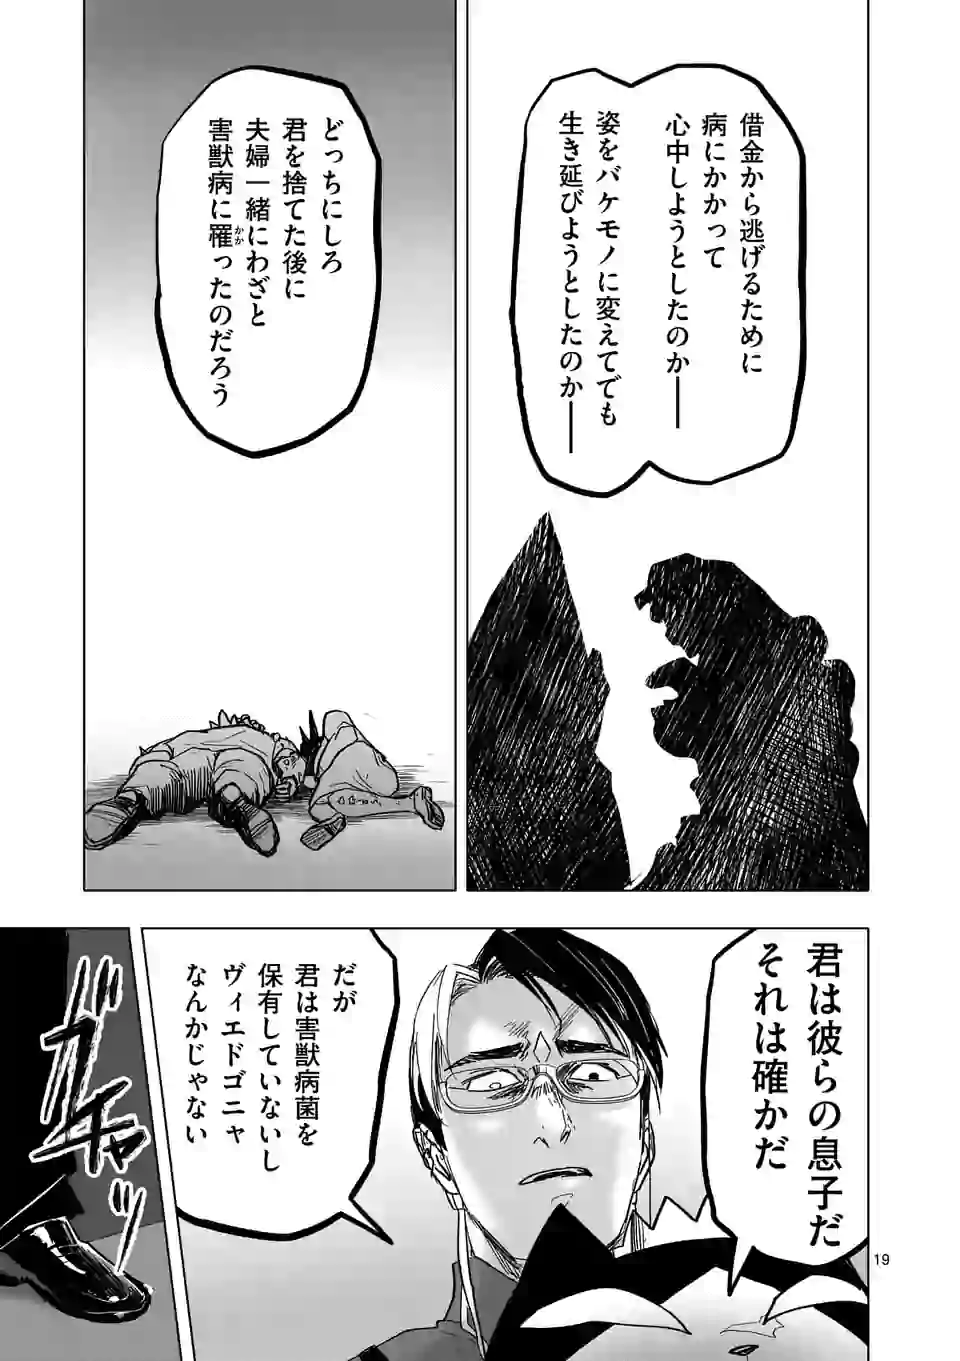 借金から逃げるために
病にかかって
心中しようとしたのか──
姿をバケモノに変えてでも
生き延びようとしたのか──
どっちにしろ
君を捨てた後に
夫婦一緒にわざと
害獣病に罹ったのだろう
かか
君は彼らの息子だ
それは確かだ
だが
君は害獣病菌を
保有していないし
ヴィエドゴニャ
なんかじゃない
ガチャ
19